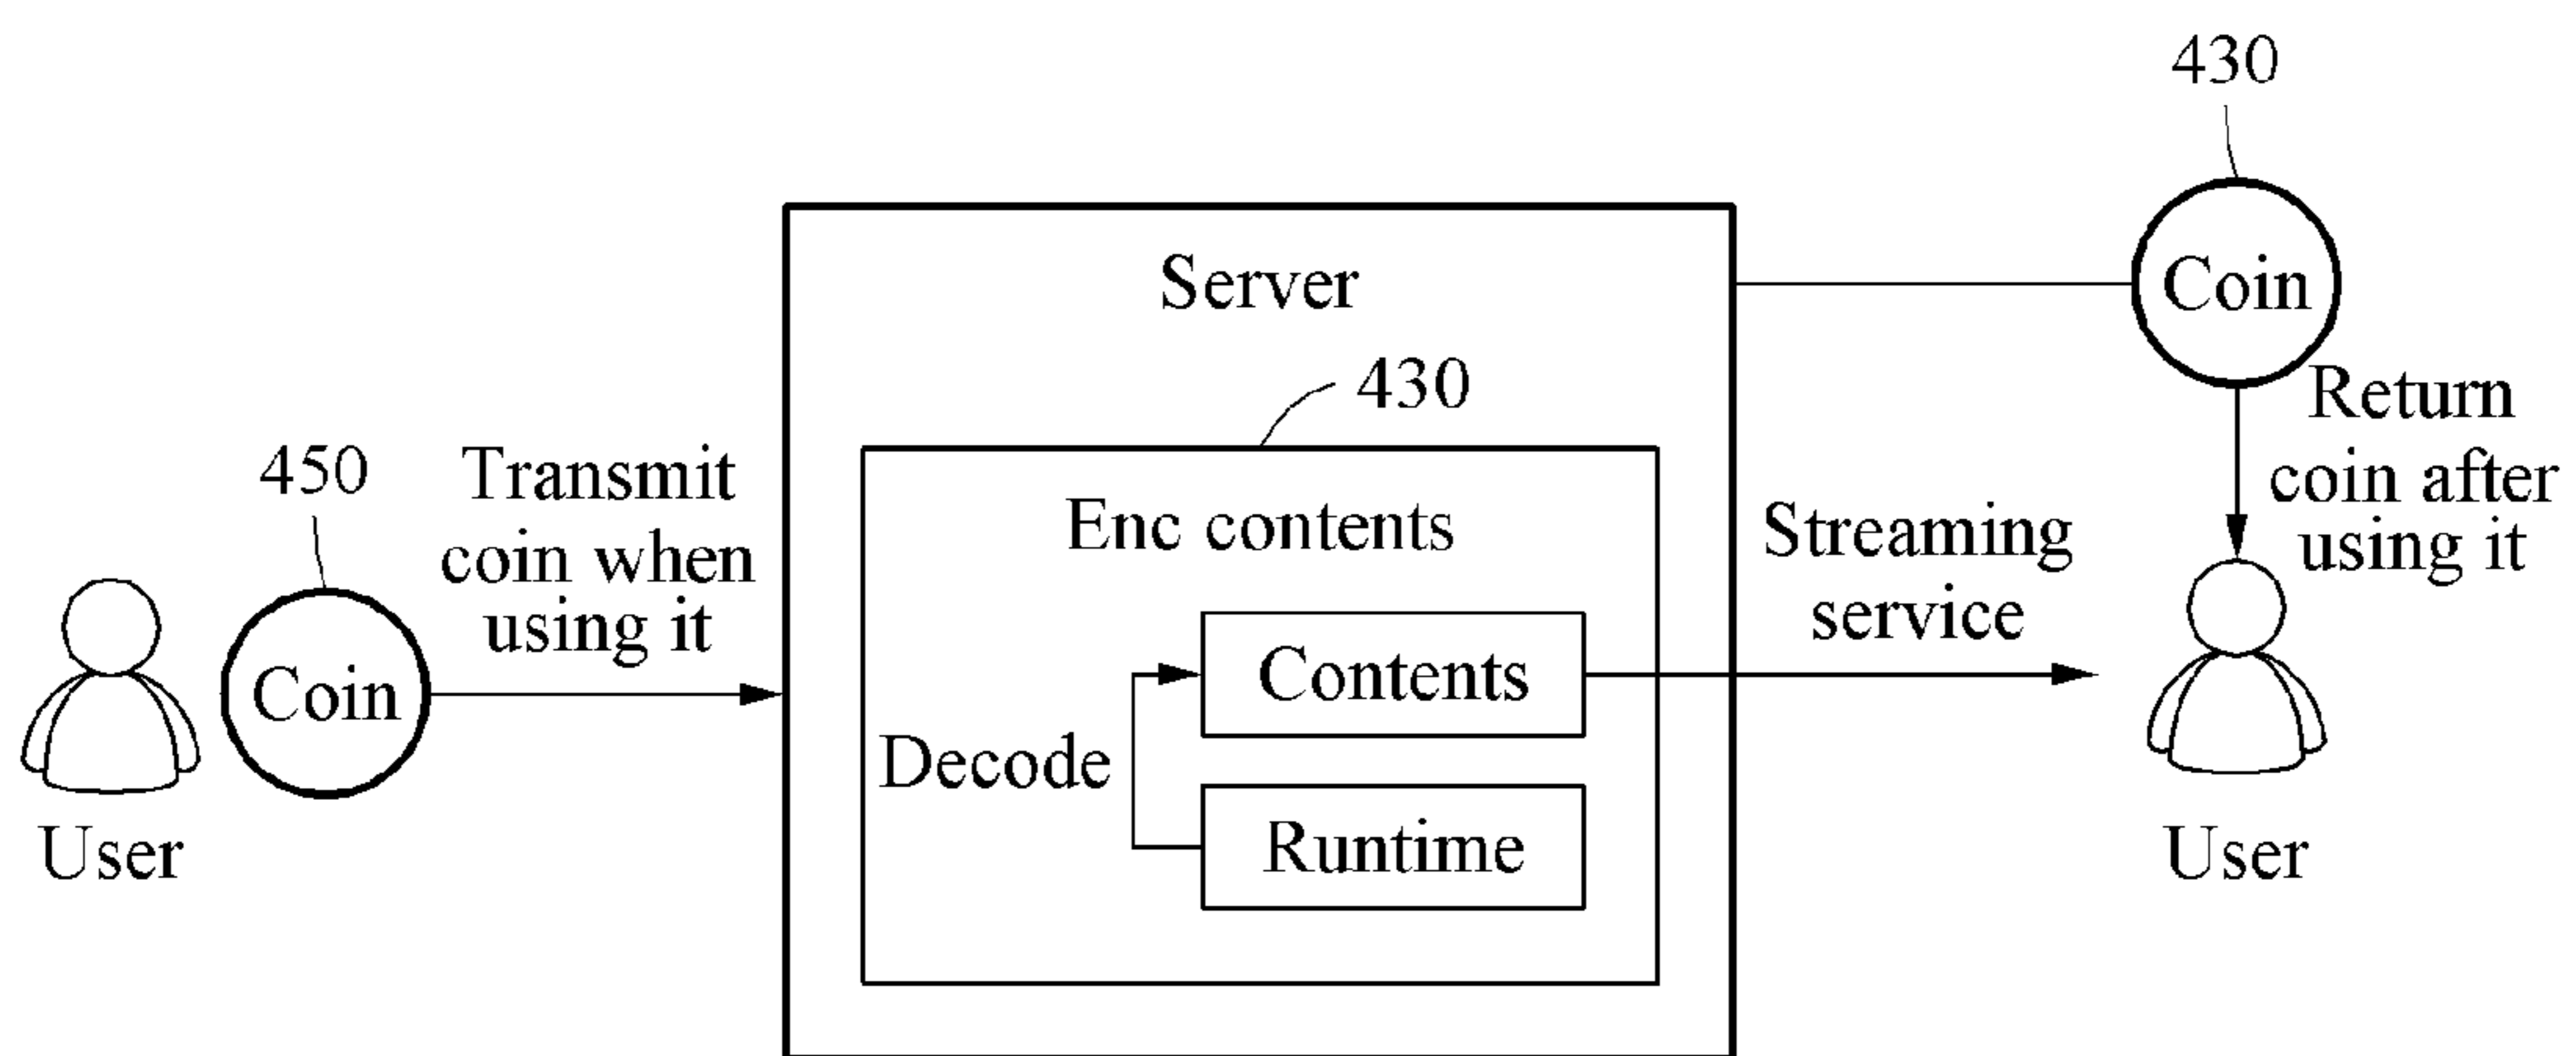 430
Coin
Return
coin after
using it
Server
430
450
Transmit
coin when
using it
Coin
User
Enc contents
Contents
Decode
Runtime
Streaming
service
User